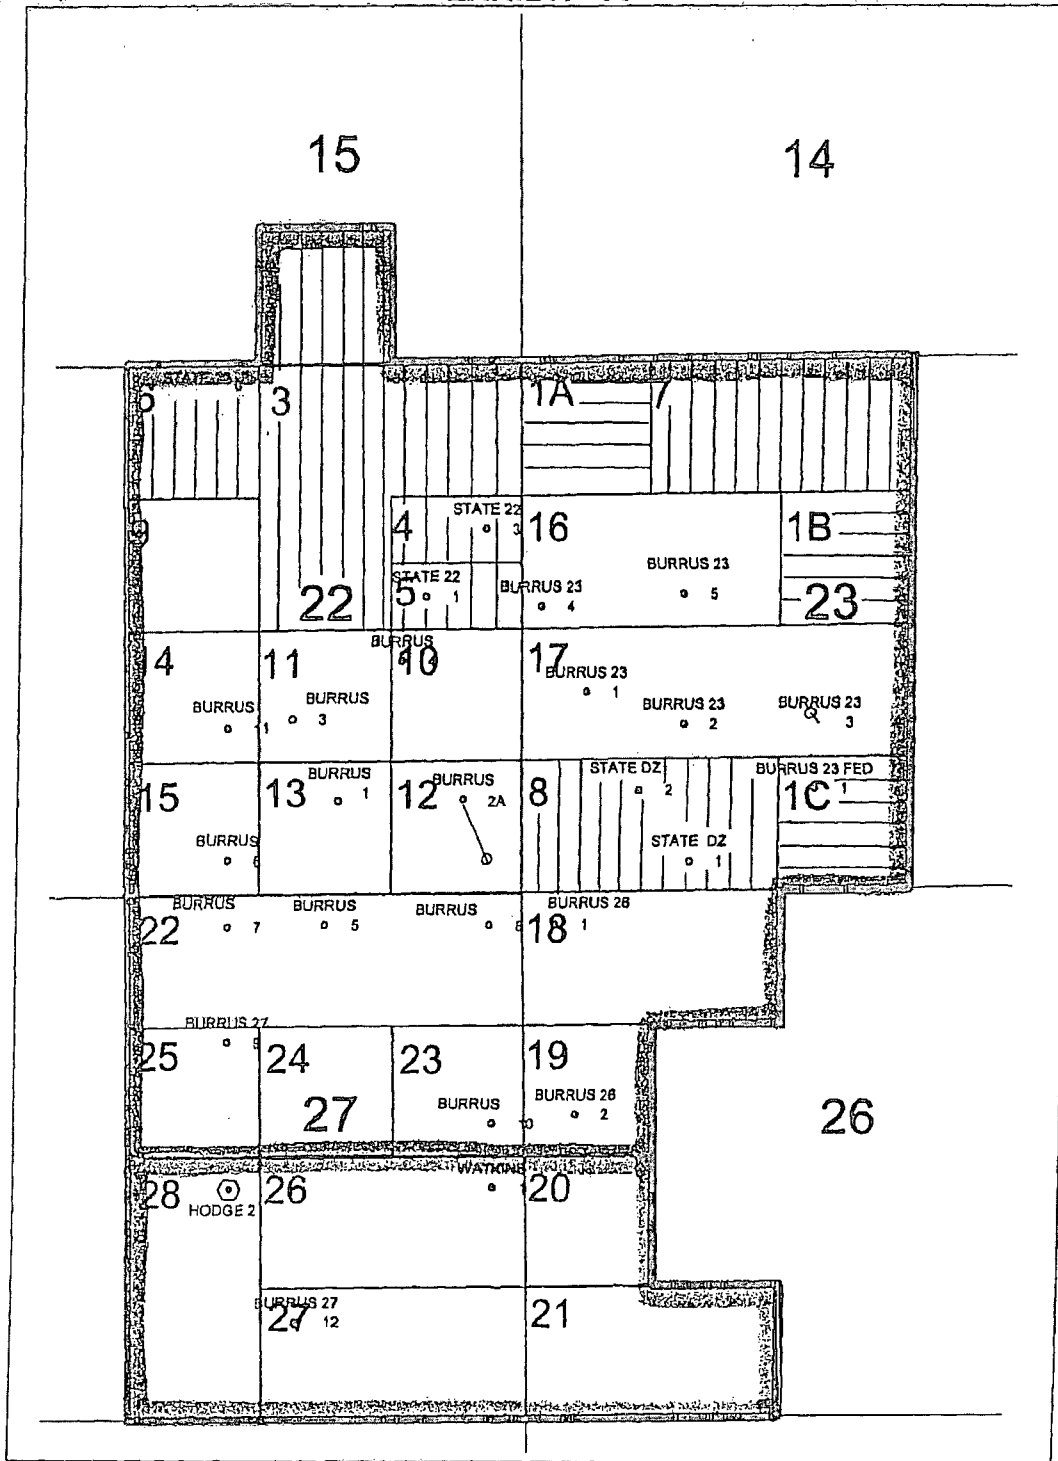 15
14
3
1A
7
4
STATE 22
3
16
1B
BURRUS 23
5
STATE 22
5
1
BURRUS 23
4
22
23
BURRUS
14
11
10
17
BURRUS 23
1
BURRUS
1
BURRUS
3
BURRUS 23
2
BURRUS 23
3
15
13
BURRUS
1
12
BURRUS
2A
8
STATE DZ
2
BURRUS 23 FED
1
1C
BURRUS
6
STATE DZ
1
22
BURRUS
7
BURRUS
5
BURRUS
8
18
BURRUS 26
1
BURRUS 27
25
24
23
19
27
BURRUS
10
BURRUS 26
2
26
28
HODGE 2
26
WATKINS
20
BURRUS 27
27
12
21